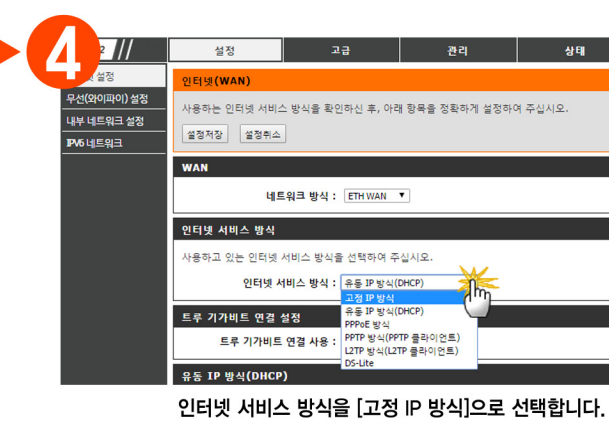 4
2 //
설정 고급 관리 상태
설정
무선(와이파이) 설정
내부 네트워크 설정
IPV6 네트워크
인터넷(WAN)
사용하는 인터넷 서비스 방식을 확인하신 후, 아래 항목을 정확하게 설정하여 주십시오.
설정저장 설정취소
WAN
네트워크 방식 : ETH WAN ▼
인터넷 서비스 방식
사용하고 있는 인터넷 서비스 방식을 선택하여 주십시오.
인터넷 서비스 방식 : 유동 IP 방식(DHCP)
고정 IP 방식
유동 IP 방식(DHCP)
PPPoE 방식
PPTP 방식(PPTP 클라이언트)
L2TP 방식(L2TP 클라이언트)
DS-Lite
트루 기가비트 연결 설정
트루 기가비트 연결 사용 :
유동 IP 방식(DHCP)
인터넷 서비스 방식을 [고정 IP 방식]으로 선택합니다.